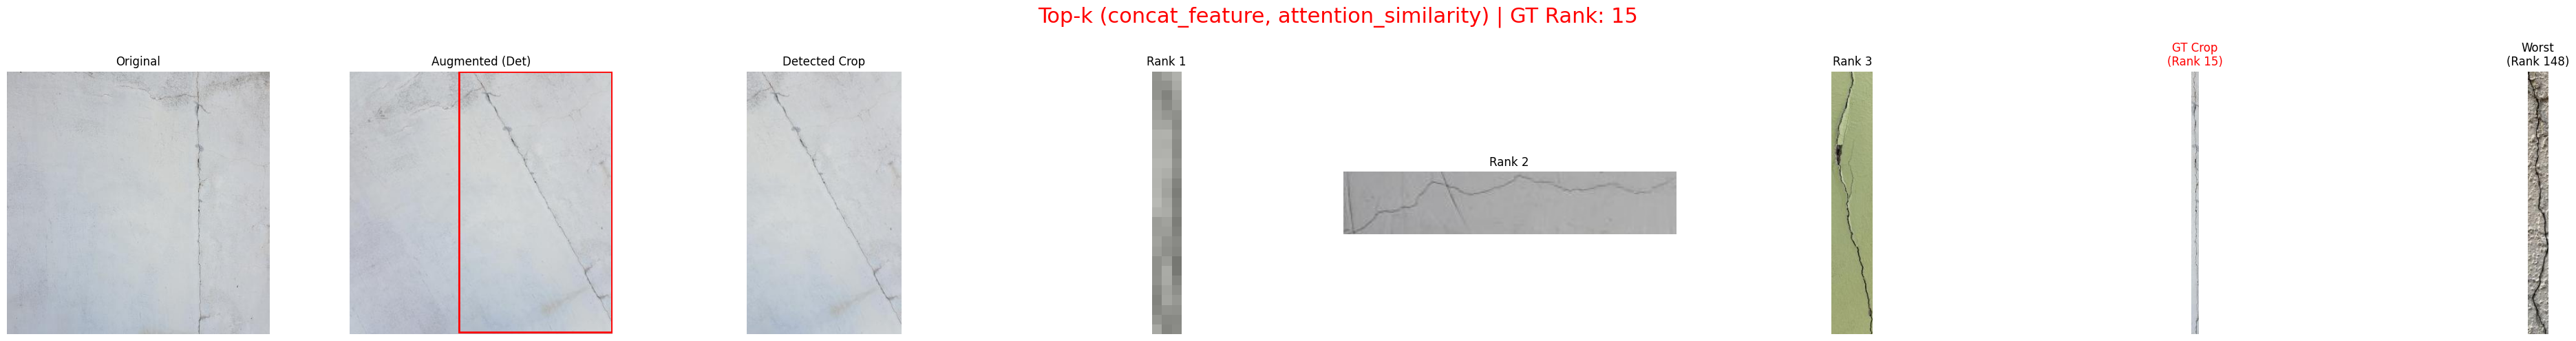 Top-k (concat_feature, attention_similarity) | GT Rank: 15
Original
Augmented (Det)
Detected Crop
Rank 1
Rank 2
Rank 3
GT Crop
(Rank 15)
Worst
(Rank 148)